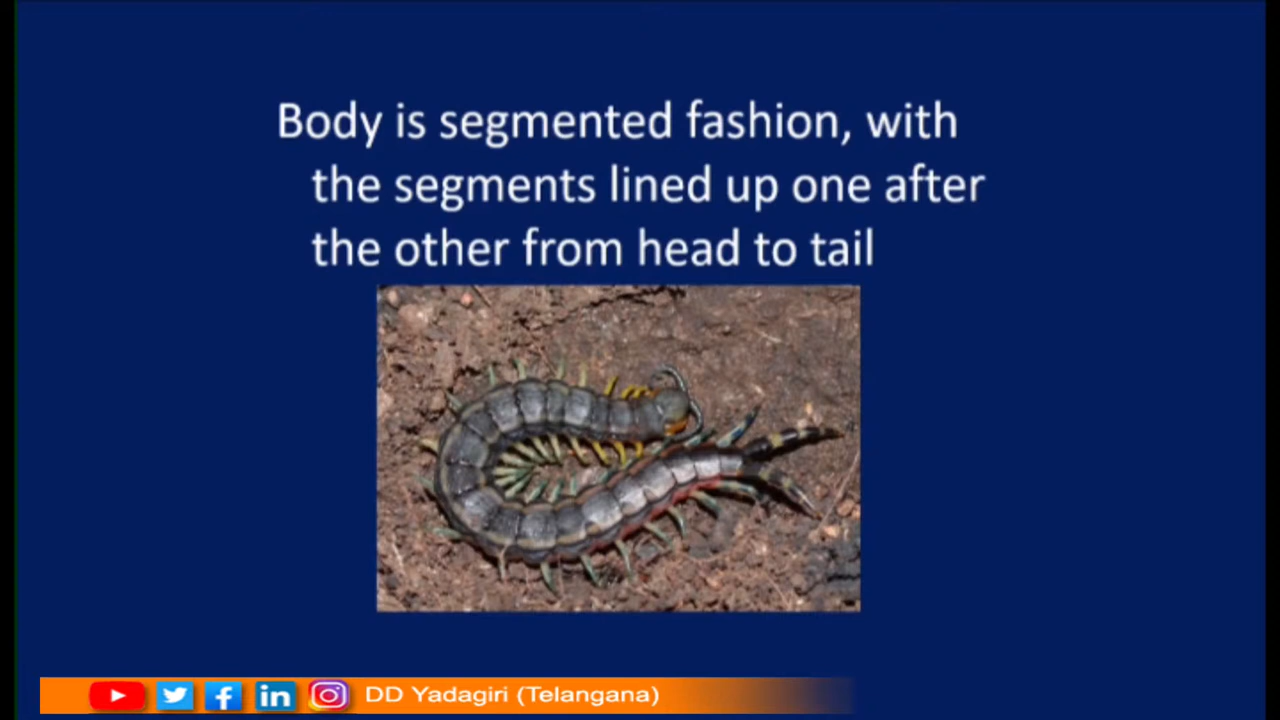 Body is segmented fashion, with
the segments lined up one after
the other from head to tail
DD Yadagiri (Telangana)